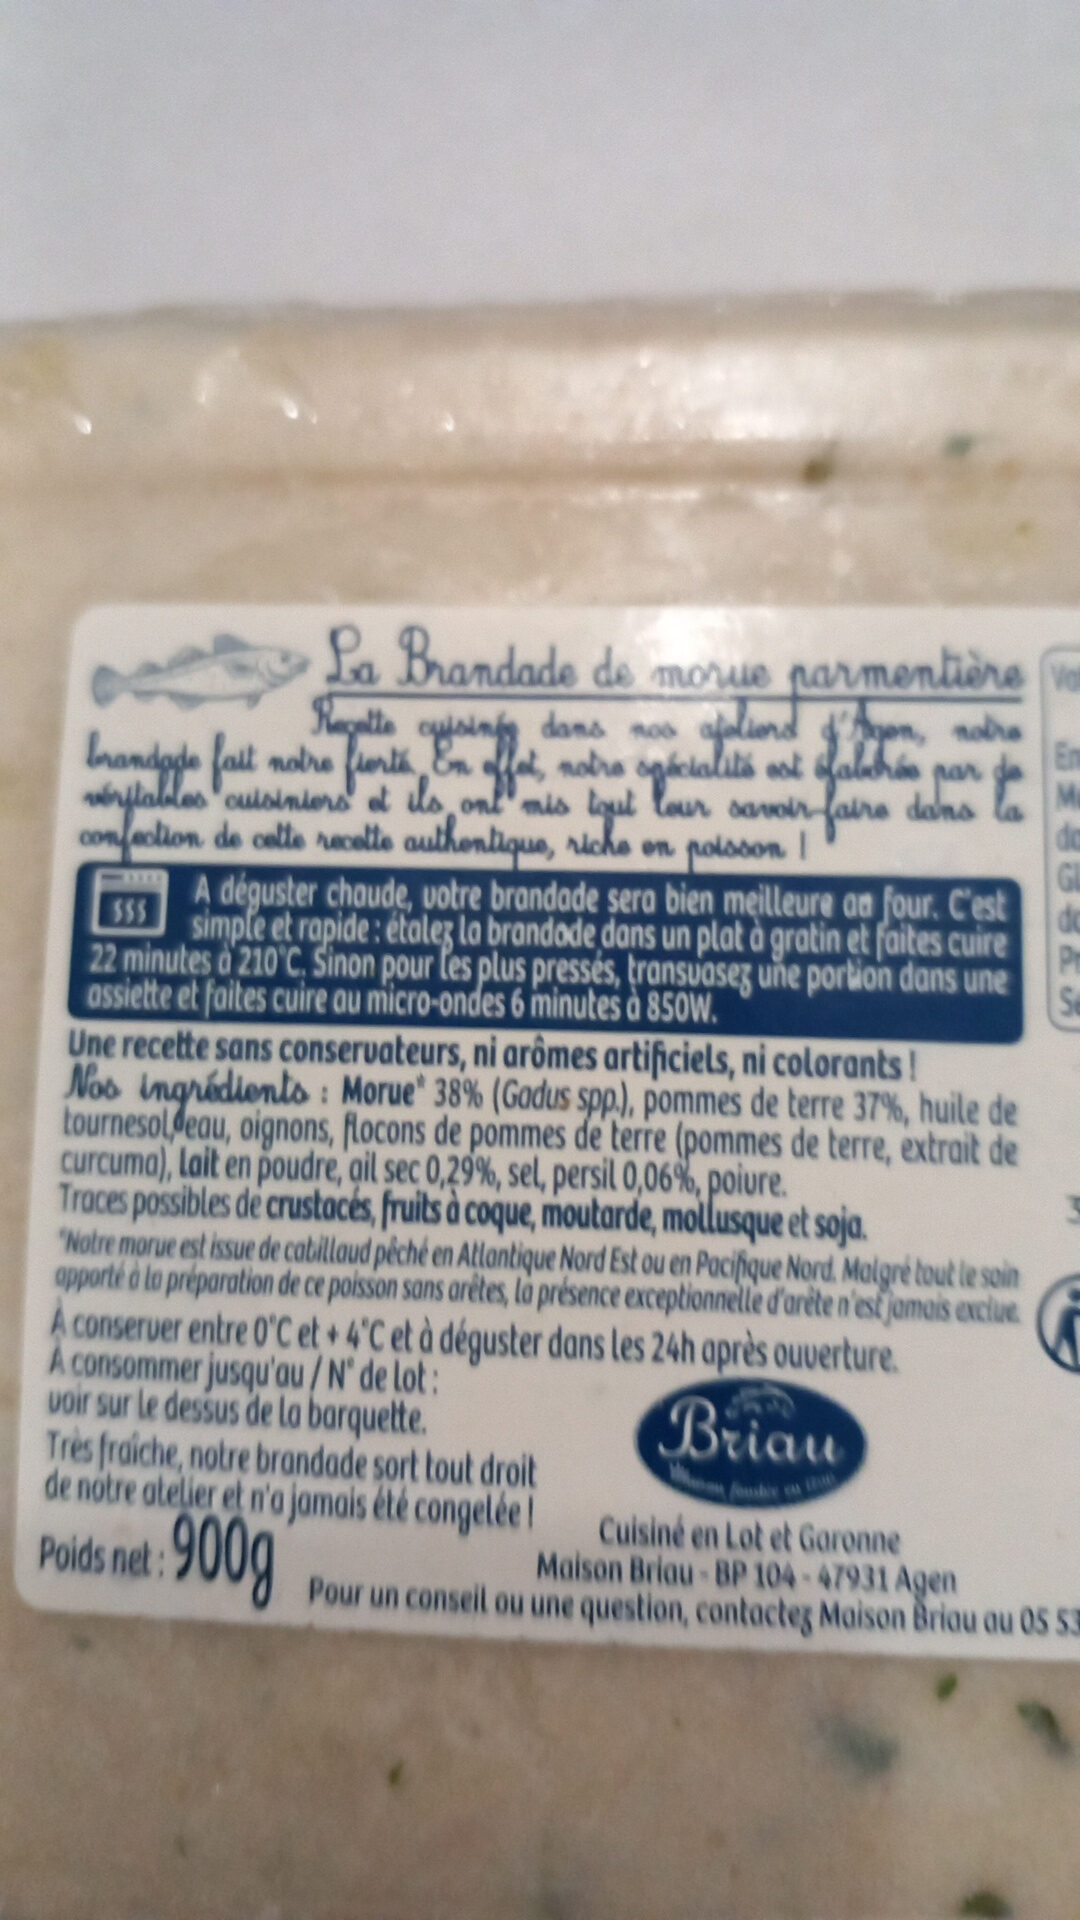 La Brandade de morue parmentière
Recette cuisinée dans nos ateliers d'Agen, notre
brandade fait notre fierté. En effet, notre spécialité est élaborée par de
véritables cuisiniers et ils ont mis tout leur savoir-faire dans la
confection de cette recette authentique, riche en poisson !
A déguster chaude, votre brandade sera bien meilleure au four. C'est
simple et rapide : étalez la brandade dans un plat à gratin et faites cuire
22 minutes à 210°C. Sinon pour les plus pressés, transvasez une portion dans une
assiette et faites cuire au micro-ondes 6 minutes à 850W.
Une recette sans conservateurs, ni arômes artificiels, ni colorants !
Nos ingrédients : Morue* 38% (Gadus spp.), pommes de terre 37%, huile de
tournesol, eau, oignons, flocons de pommes de terre (pommes de terre, extrait de
curcuma), lait en poudre, ail sec 0,29%, sel, persil 0,06%, poivre.
Traces possibles de crustacés, fruits à coque, moutarde, mollusque et soja.
*Notre morue est issue de cabillaud pêché en Atlantique Nord Est ou en Pacifique Nord. Malgré tout le soin
apporté à la préparation de ce poisson sans arêtes, la présence exceptionnelle d'arête n'est jamais exclue.
À conserver entre 0°C et + 4°C et à déguster dans les 24h après ouverture.
À consommer jusqu'au / N° de lot :
voir sur le dessus de la barquette.
Très fraîche, notre brandade sort tout droit
de notre atelier et n'a jamais été congelée !
Poids net : 900g
Briau
Cuisiné en Lot et Garonne
Maison Briau - BP 104 - 47931 Agen
Pour un conseil ou une question, contactez Maison Briau au 05 53